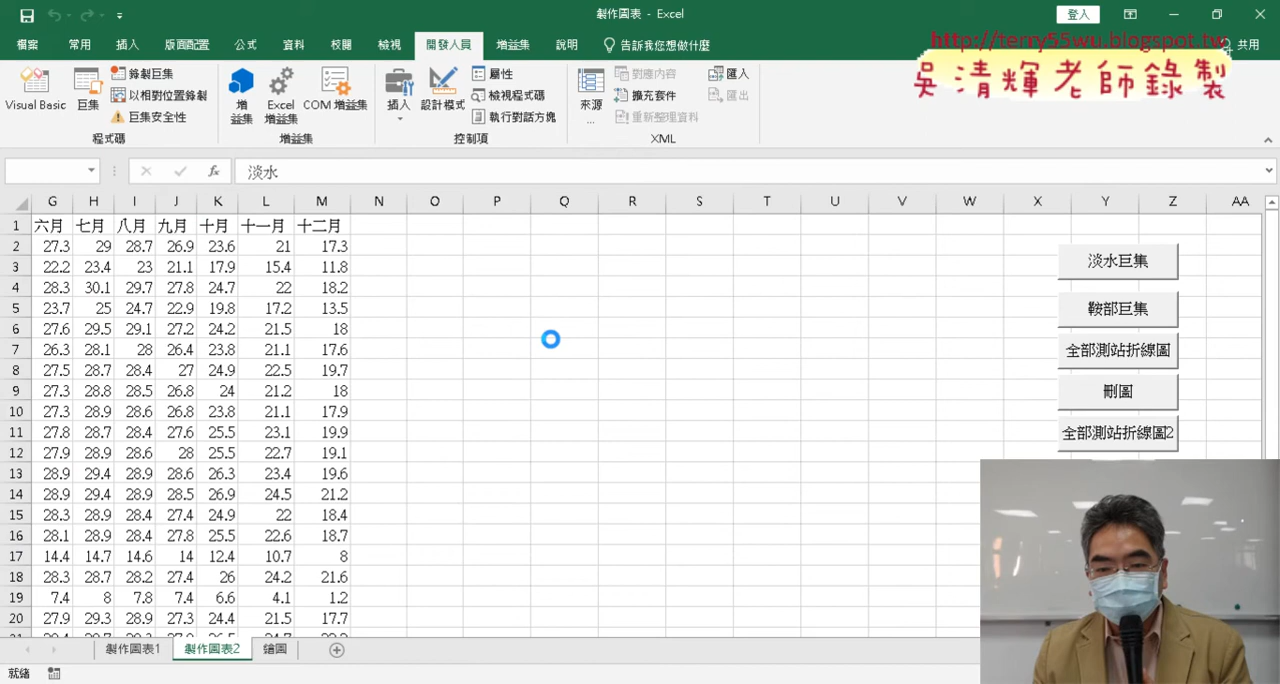 製作圖表 - Excel
登入
檔案 常用 插入 版面配置 公式 資料 校閱 檢視 開發人員 增益集 說明 告訴我您想做什麼 共用
http://terry55wu.blogspot.tw
吳清輝老師錄製
Visual Basic 巨集 錄製巨集 以相對位置錄製 巨集安全性
程式碼
增益集 Excel 增益集 COM 增益集
增益集
插入 設計模式 屬性 檢視程式碼 執行對話方塊
控制項
來源... 對應內容 擴充套件 重新整理資料 匯入 匯出
XML
fx 淡水
G H I J K L M N O P Q R S T U V W X Y Z AA
1 六月 七月 八月 九月 十月 十一月 十二月
2 27.3 29 28.7 26.9 23.6 21 17.3
3 22.2 23.4 23 21.1 17.9 15.4 11.8
4 28.3 30.1 29.7 27.8 24.7 22 18.2
5 23.7 25 24.7 22.9 19.8 17.2 13.5
6 27.6 29.5 29.1 27.2 24.2 21.5 18
7 26.3 28.1 28 26.4 23.8 21.1 17.6
8 27.5 28.7 28.4 27 24.9 22.5 19.7
9 27.3 28.8 28.5 26.8 24 21.2 18
10 27.3 28.9 28.6 26.8 23.8 21.1 17.9
11 27.8 28.7 28.4 27.6 25.5 23.1 19.9
12 27.9 28.9 28.6 28 25.5 22.7 19.1
13 28.9 29.4 28.9 28.6 26.3 23.4 19.6
14 28.9 29.4 28.9 28.5 26.9 24.5 21.2
15 28.3 28.9 28.4 27.4 24.9 22 18.4
16 28.1 28.9 28.4 27.8 25.5 22.6 18.7
17 14.4 14.7 14.6 14 12.4 10.7 8
18 28.3 28.7 28.2 27.4 26 24.2 21.6
19 7.4 8 7.8 7.4 6.6 4.1 1.2
20 27.9 29.3 28.9 27.3 24.4 21.5 17.7
淡水巨集
鞍部巨集
全部測站折線圖
刪圖
全部測站折線圖2
製作圖表1 製作圖表2 繪圖
就緒